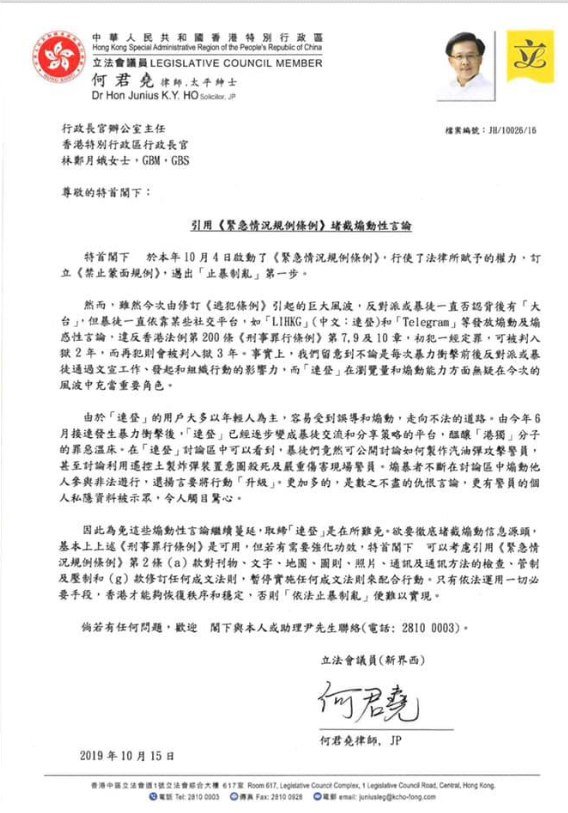 中華人民共和國香港特別行政區
Hong Kong Special Administrative Region of the People's Republic of China
立法會議員 LEGISLATIVE COUNCIL MEMBER
何君堯 律師,太平紳士
Dr Hon Junius K.Y. HO Solicitor, JP
立
行政長官辦公室主任
檔案編號:JH/10026/16
香港特別行政區行政長官
林鄭月娥女士,GBM,GBS
尊敬的特首閣下:
引用《緊急情況規例條例》堵截煽動性言論
特首閣下 於本年10月4日啟動了《緊急情況規例條例》,行使了法律所賦予的權力,訂
立《禁止蒙面規例》,邁出「止暴制亂」第一步。
然而,雖然今次由修訂《逃犯條例》引起的巨大風波,反對派或暴徒一直否認背後有「大
台」,但暴徒一直依靠某些社交平台,如「LIHKG」(中文:連登)和「Telegram」等發放煽動及煽
惑性言論,違反香港法例第200條《刑事罪行條例》第7,9及10章,初犯一經定罪,可被判入
獄2年,而再犯則會被判入獄3年。事實上,我們留意到不論是每次暴力衝擊前後反對派或暴
徒通過文宣工作、發起和組織行動的影響力,而「連登」在瀏覽量和煽動能力方面無疑在今次的
風波中充當重要角色。
由於「連登」的用戶大多以年輕人為主,容易受到誤導和煽動,走向不法的道路。由今年6
月接連發生暴力衝擊後,「連登」已經逐步變成暴徒交流和分享策略的平台,醞釀「港獨」分子
的罪惡溫床。在「連登」討論區中可以看到,暴徒們竟然可公開討論如何製作汽油彈攻擊警員,
甚至討論利用遙控土製炸彈裝置意圖殺死及嚴重傷害現場警員。煽暴者不斷在討論區中煽動他
人參與非法遊行,還揚言要將行動「升級」。更加多的,是數之不盡的仇恨言論,更有警員的個
人私隱資料被示眾,令人觸目驚心。
因此為免這些煽動性言論繼續蔓延,取締「連登」是在所難免。欲要徹底堵截煽動信息源頭,
基本上上述《刑事罪行條例》是可用,但若有需要強化功效,特首閣下 可以考慮引用《緊急情
況規例條例》第2條(a)款對刊物、文字、地圖、圖則、照片、通訊及通訊方法的檢查、管制
及壓制和(g)款修訂任何成文法則,暫停實施任何成文法則來配合行動。只有依法運用一切必
要手段,香港才能夠恢復秩序和穩定,否則「依法止暴制亂」便難以實現。
倘若有任何問題,歡迎 閣下與本人或助理尹先生聯絡(電話: 2810 0003)。
立法會議員(新界西)
何君堯
何君堯律師, JP
2019年10月15日
香港中區立法會道1號立法會綜合大樓 617室 Room 617, Legislative Council Complex, 1 Legislative Council Road, Central, Hong Kong.
電話 Tel: 2810 0003 傳真 Fax: 2810 0928 電郵 email: juniusleg@kcho-fong.com